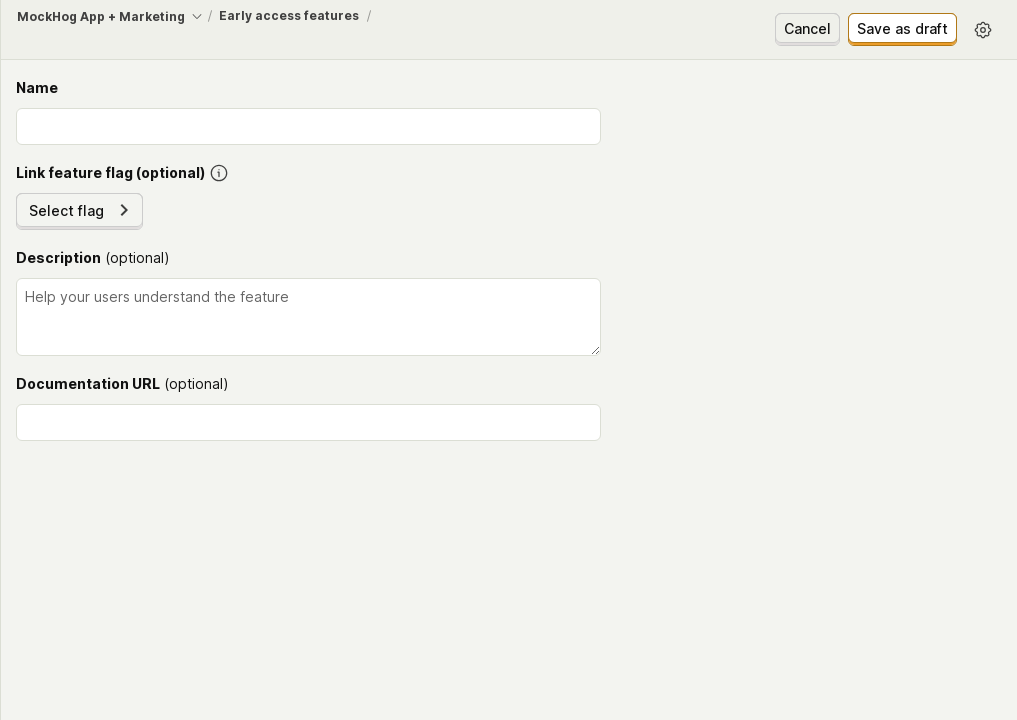 MockHog App + Marketing / Early access features /
Cancel
Save as draft
Name
Link feature flag (optional)
Select flag
Description (optional)
Help your users understand the feature
Documentation URL (optional)